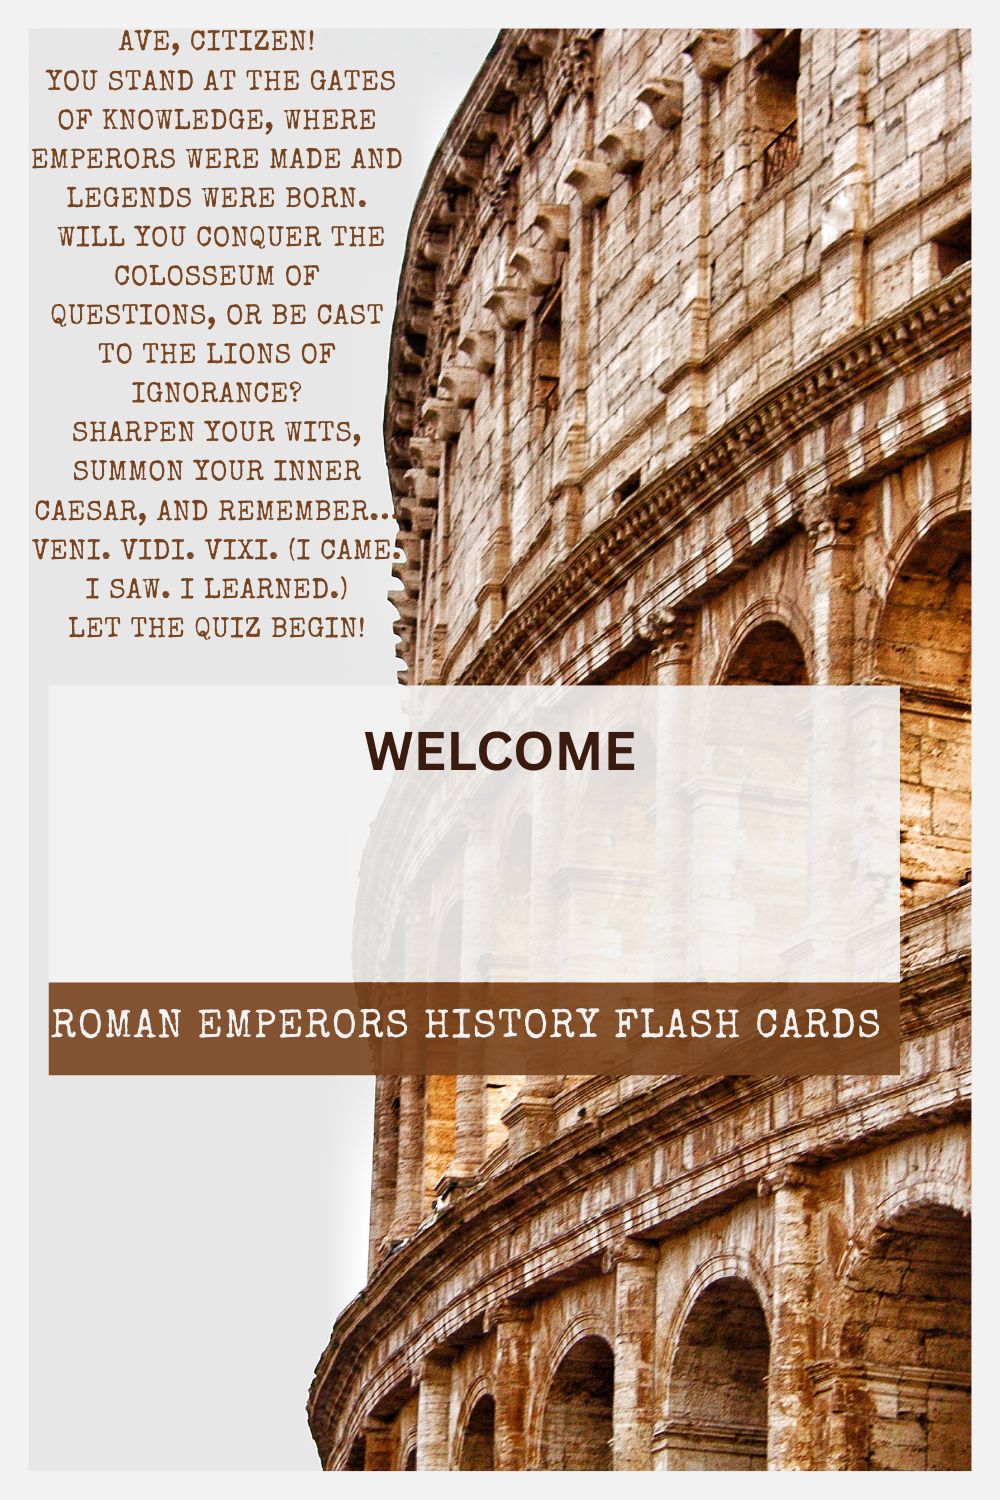 AVE, CITIZEN!
YOU STAND AT THE GATES
OF KNOWLEDGE, WHERE
EMPERORS WERE MADE AND
LEGENDS WERE BORN.
WILL YOU CONQUER THE
COLOSSEUM OF
QUESTIONS, OR BE CAST
TO THE LIONS OF
IGNORANCE?
SHARPEN YOUR WITS,
SUMMON YOUR INNER
CAESAR, AND REMEMBER...
VENI. VIDI. VIXI. (I CAME.
I SAW. I LEARNED.)
LET THE QUIZ BEGIN!
WELCOME
ROMAN EMPERORS HISTORY FLASH CARDS